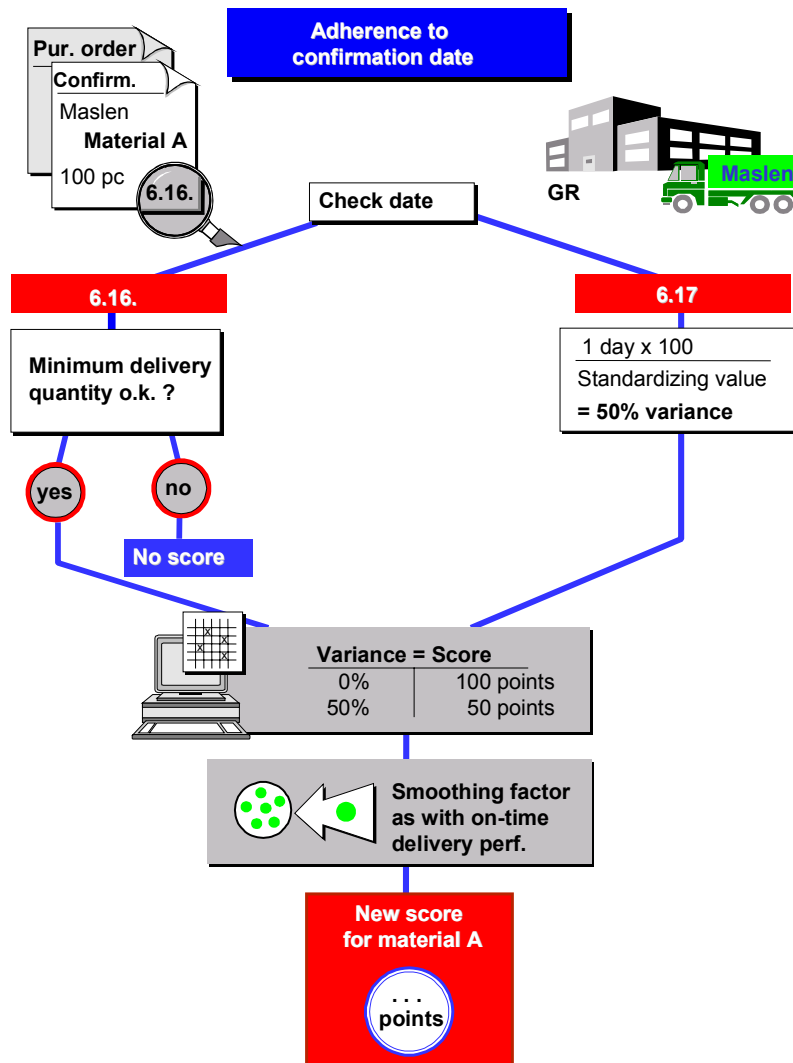 Adherence to
confirmation date
Pur. order
Confirm.
Maslen
Material A
100 pc
6.16.
GR
Maslen
Check date
6.16.
6.17
Minimum delivery
quantity o.k. ?
1 day x 100
Standardizing value
= 50% variance
yes
no
No score
Variance = Score
0% 100 points
50% 50 points
X
X
X
X
Smoothing factor
as with on-time
delivery perf.
New score
for material A
. . .
points